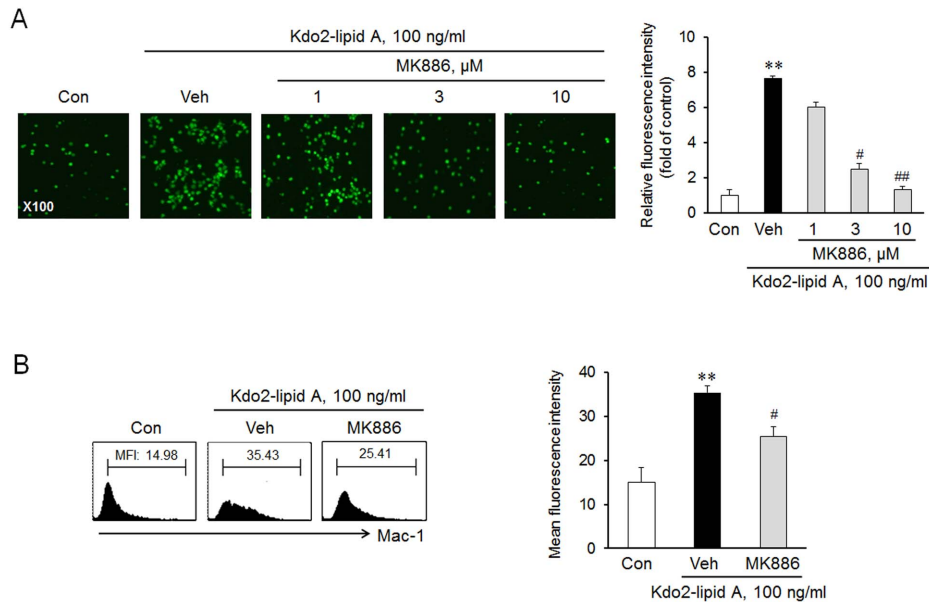 A
Kdo2-lipid A, 100 ng/ml
MK886, μM
Con Veh 1 3 10
X100
Relative fluorescence intensity
(fold of control)
10
8
6
4
2
0
**
#
##
Con Veh 1 3 10
MK886, μM
Kdo2-lipid A, 100 ng/ml
B
Kdo2-lipid A, 100 ng/ml
Con Veh MK886
MFI: 14.98 35.43 25.41
Mac-1
Mean fluorescence intensity
40
30
20
10
0
**
#
Con Veh MK886
Kdo2-lipid A, 100 ng/ml